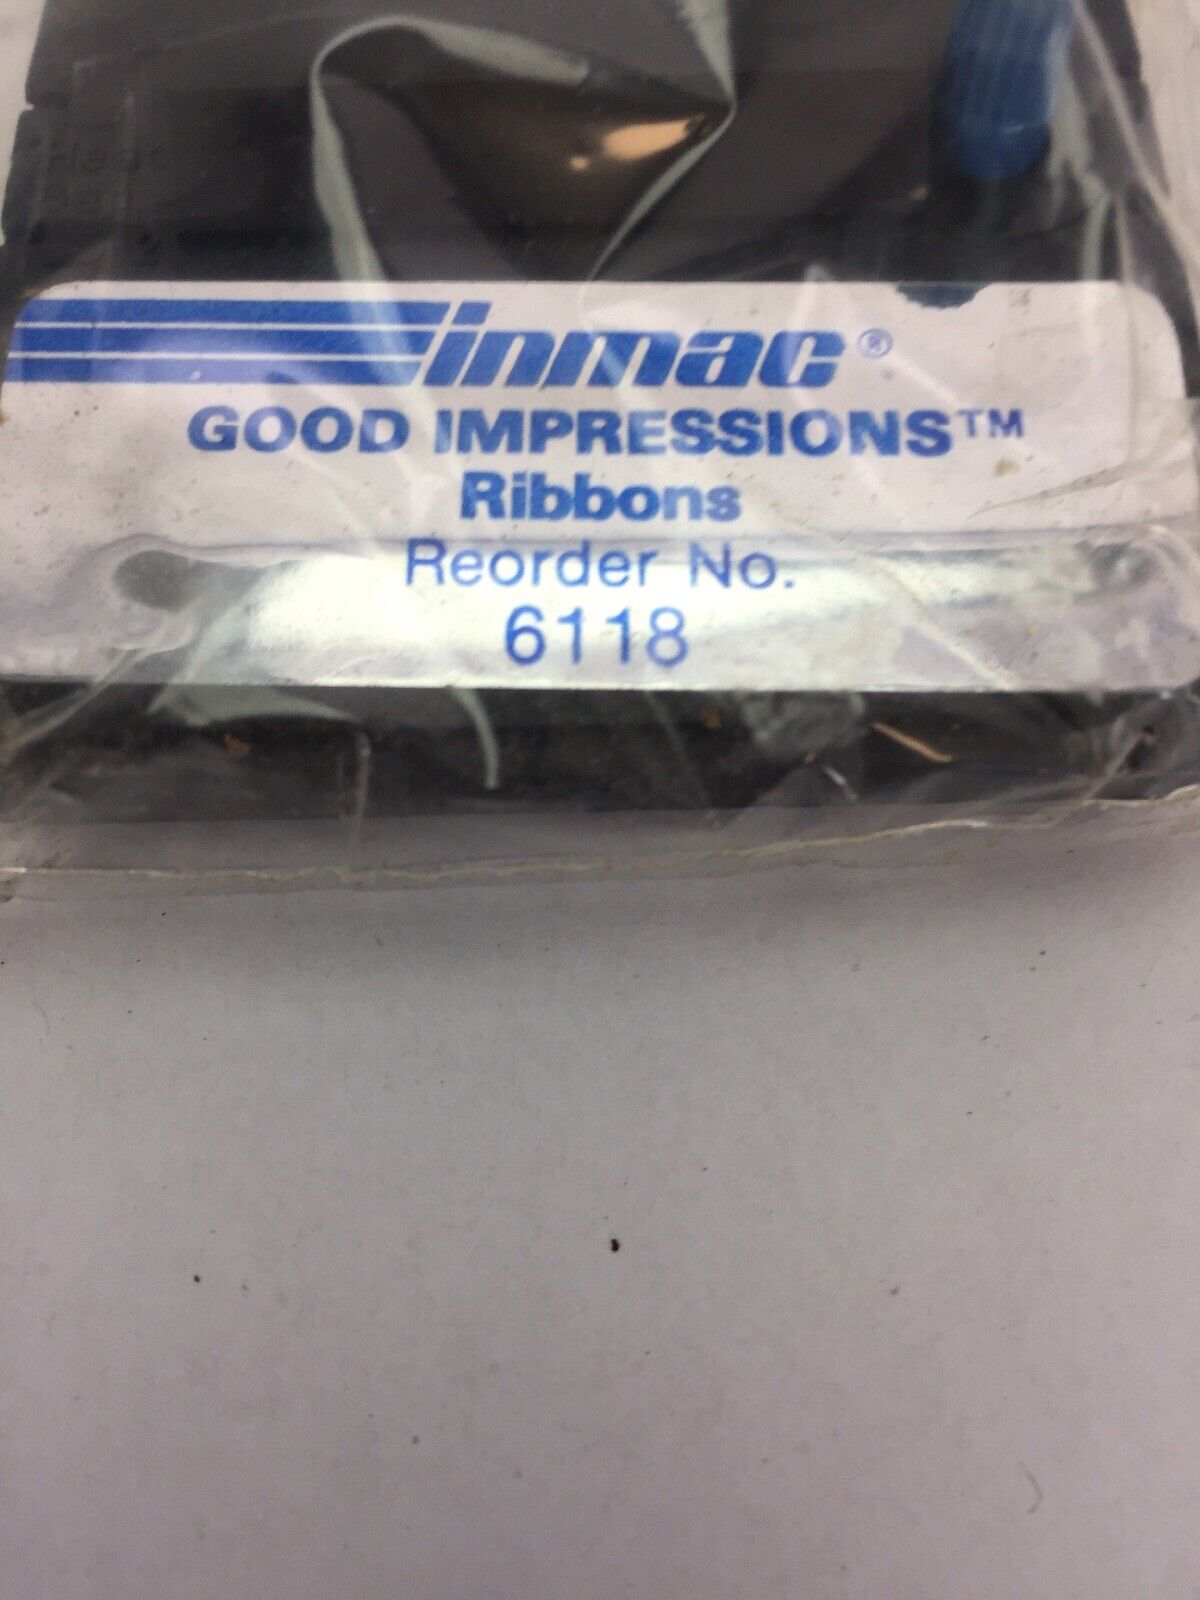 inmac®
GOOD IMPRESSIONS™
Ribbons
Reorder No.
6118